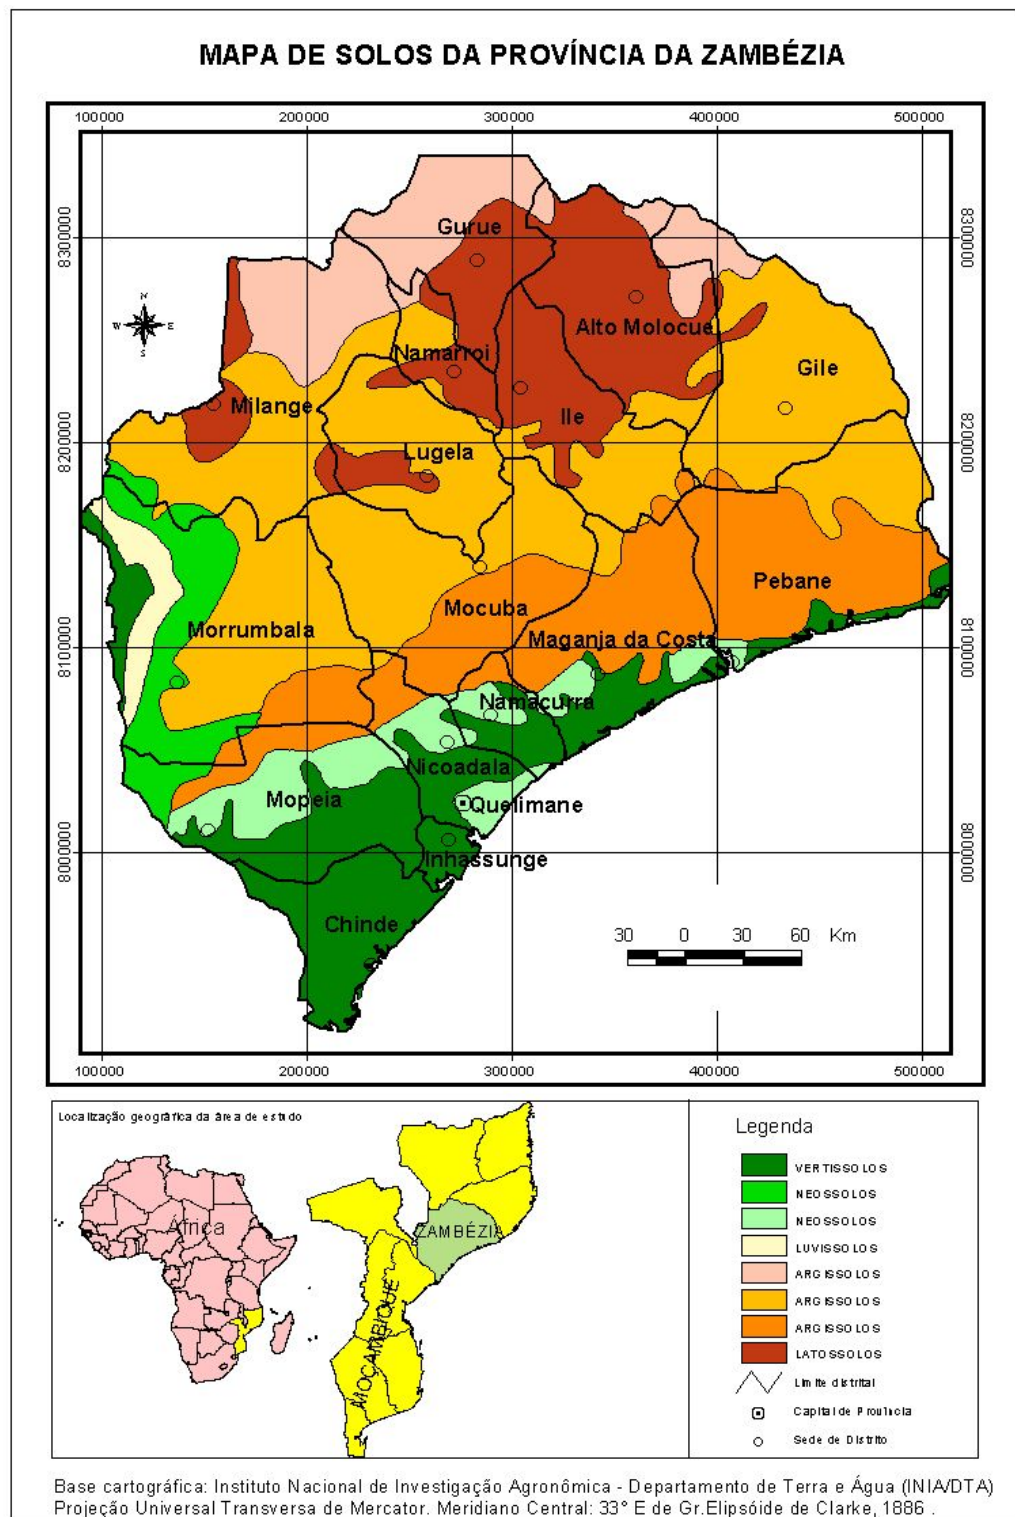 MAPA DE SOLOS DA PROVÍNCIA DA ZAMBÉZIA
100000 200000 300000 400000 500000
8300000 8300000
Gurue
N
W E
S
Alto Molocue
Namarroi
Gile
Milange
Ile
8200000 8200000
Lugela
Pebane
Mocuba
Morrumbala
Maganja da Costa
8100000 8100000
Namacurra
Nicoadala
Mopeia
Quelimane
8000000 8000000
Inhassunge
Chinde
30 0 30 60 Km
100000 200000 300000 400000 500000
Localização geográfica da área de estudo
África
ZAMBÉZIA
MOÇAMBIQUE
Legenda
VERTISSOLOS
NEOSSOLOS
NEOSSOLOS
LUVISSOLOS
ARGISSOLOS
ARGISSOLOS
ARGISSOLOS
LATOSSOLOS
Limite distrital
Capital de Província
Sede de Distrito
Base cartográfica: Instituto Nacional de Investigação Agronômica - Departamento de Terra e Água (INIA/DTA)
Projeção Universal Transversa de Mercator. Meridiano Central: 33° E de Gr.Elipsóide de Clarke, 1886 .